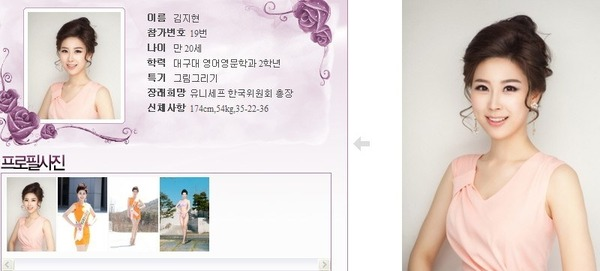 이름 김지현
참가번호 19번
나이 만 20세
학력 대구대 영어영문학과 2학년
특기 그림그리기
장래희망 유니세프 한국위원회 홍장
신체사항 174cm,54kg,35-22-36
프로필사진